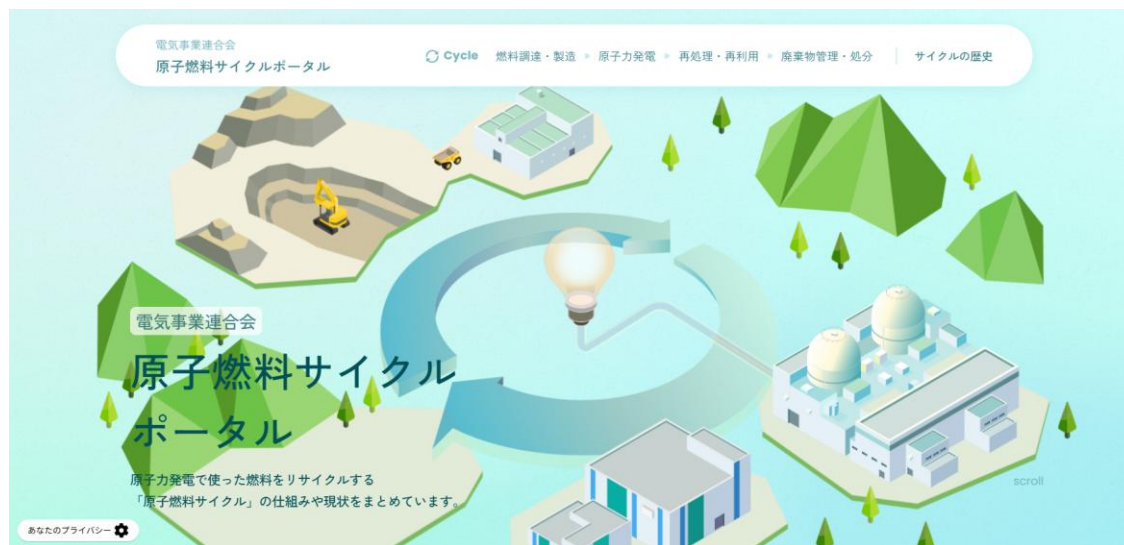 電気事業連合会
原子燃料サイクルポータル
Cycle 燃料調達・製造 原子力発電 再処理・再利用 廃棄物管理・処分 サイクルの歴史
電気事業連合会
原子燃料サイクル
ポータル
原子力発電で使った燃料をリサイクルする
「原子燃料サイクル」の仕組みや現状をまとめています。
scroll
あなたのプライバシー